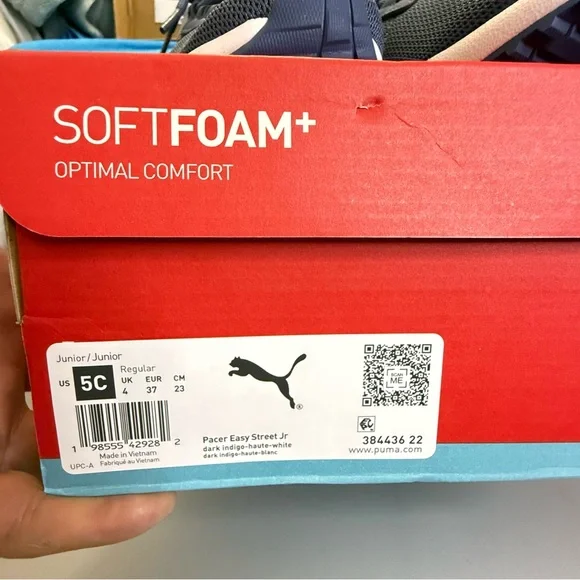 SOFTFOAM+
OPTIMAL COMFORT
Junior/Junior
Regular
US 5C UK 4 EUR 37 CM 23
1 98555 42928 2
Made in Vietnam
UPC-A Fabriqué au Vietnam
®
Pacer Easy Street Jr
dark indigo-haute-white
dark indigo-haute-blanc
SCAN ME
384436 22
www.puma.com